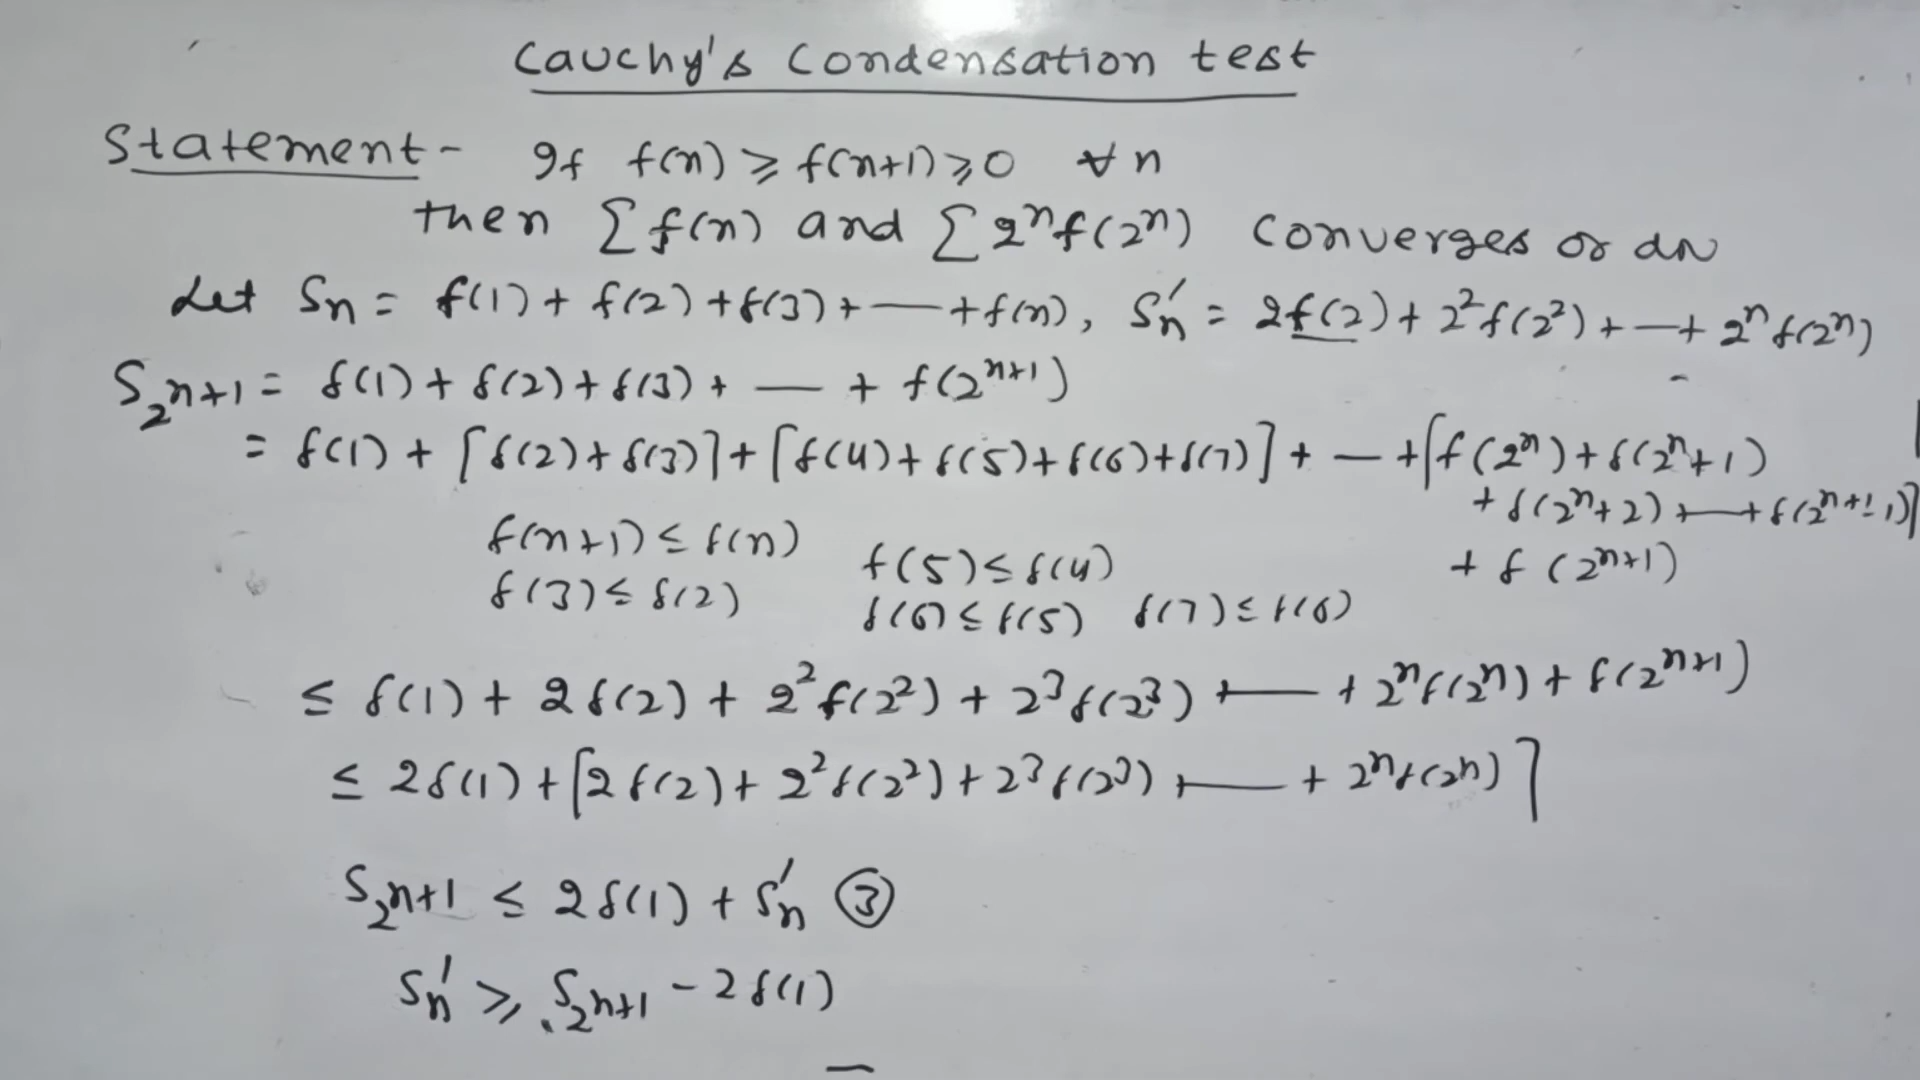 Cauchy's Condensation test
Statement- If f(n) ≥ f(n+1) ≥ 0 ∀ n
then Σ f(n) and Σ 2ⁿf(2ⁿ) Converges or
Let Sn = f(1) + f(2) + f(3) + — + f(n), S'n = 2f(2) + 2²f(2²) + — + 2ⁿf(2ⁿ)
S₂n+1 = f(1) + f(2) + f(3) + — + f(2ⁿ⁺¹)
= f(1) + [f(2) + f(3)] + [f(4) + f(5) + f(6) + f(7)] + — + [f(2ⁿ) + f(2ⁿ+1)
+ f(2ⁿ+2) + — + f(2ⁿ⁺¹-1)]
+ f(2ⁿ⁺¹)
f(n+1) ≤ f(n)
f(5) ≤ f(4)
f(3) ≤ f(2)
f(6) ≤ f(5) f(7) ≤ f(6)
≤ f(1) + 2f(2) + 2²f(2²) + 2³f(2³) + — + 2ⁿf(2ⁿ) + f(2ⁿ⁺¹)
≤ 2f(1) + [2f(2) + 2²f(2²) + 2³f(2³) + — + 2ⁿf(2ⁿ)]
S₂n+1 ≤ 2f(1) + S'n ③
S'n ≥ S₂n+1 - 2f(1)